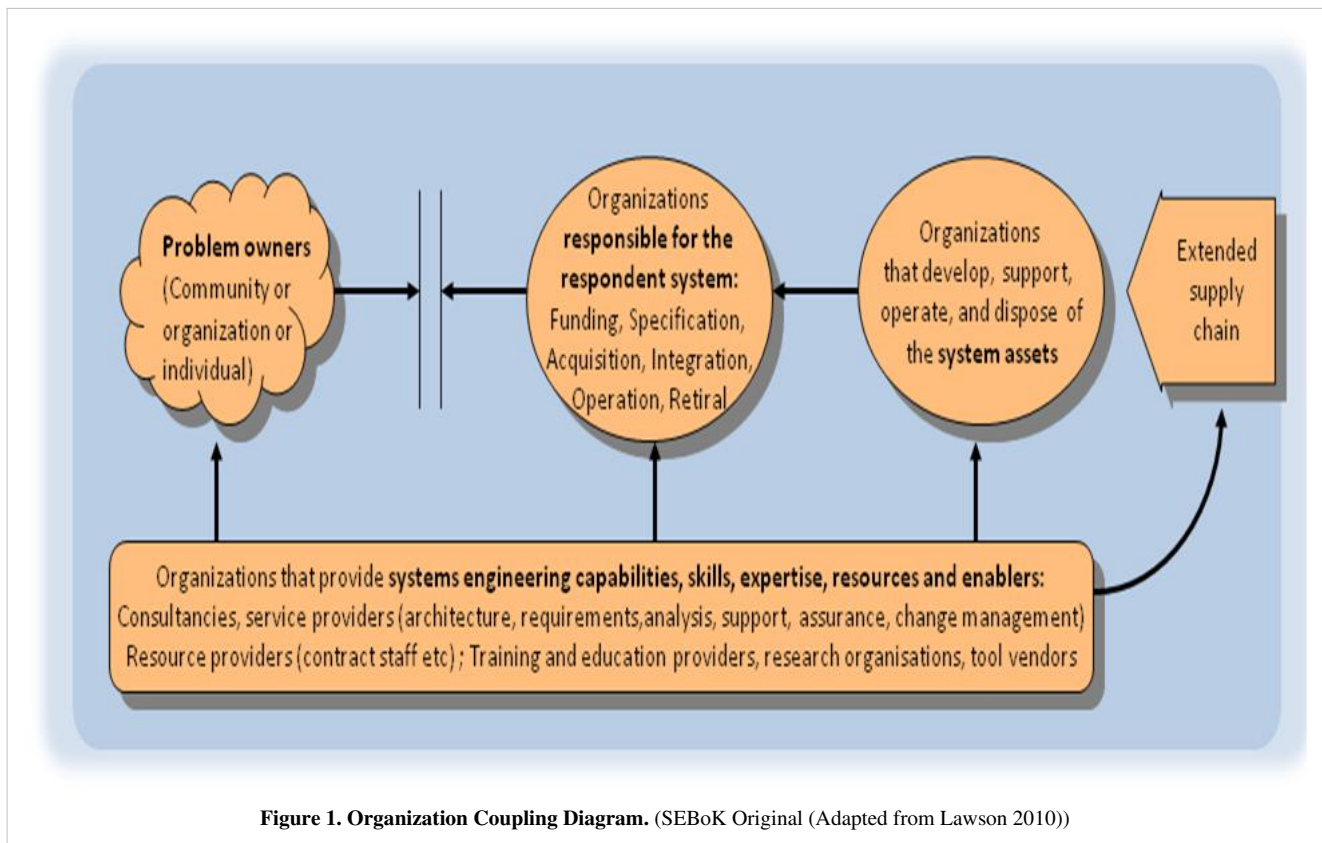 Problem owners
(Community or
organization or
individual)
Organizations
responsible for the
respondent system:
Funding, Specification,
Acquisition, Integration,
Operation, Retiral
Organizations
that develop, support,
operate, and dispose of
the system assets
Extended
supply
chain
Organizations that provide systems engineering capabilities, skills, expertise, resources and enablers:
Consultancies, service providers (architecture, requirements,analysis, support, assurance, change management)
Resource providers (contract staff etc) ; Training and education providers, research organisations, tool vendors
Figure 1. Organization Coupling Diagram. (SEBoK Original (Adapted from Lawson 2010))